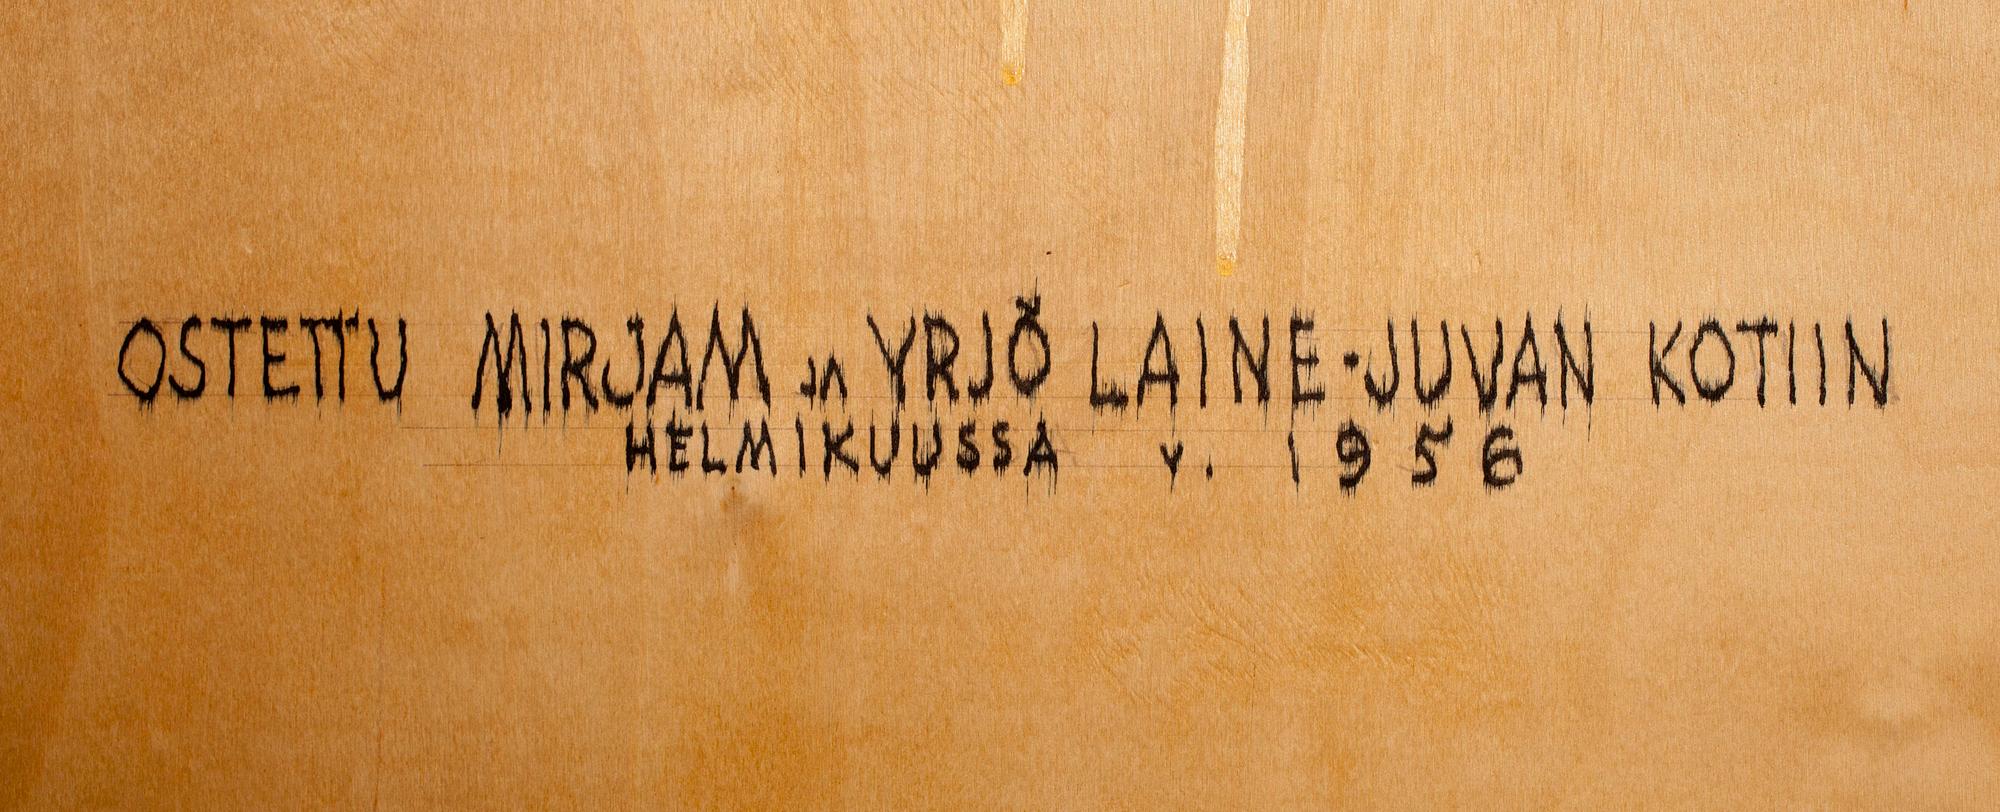 OSTETTU MIRJAM ja YRJÖ LAINE-JUVAN KOTIIN
HELMIKUUSSA v. 1956